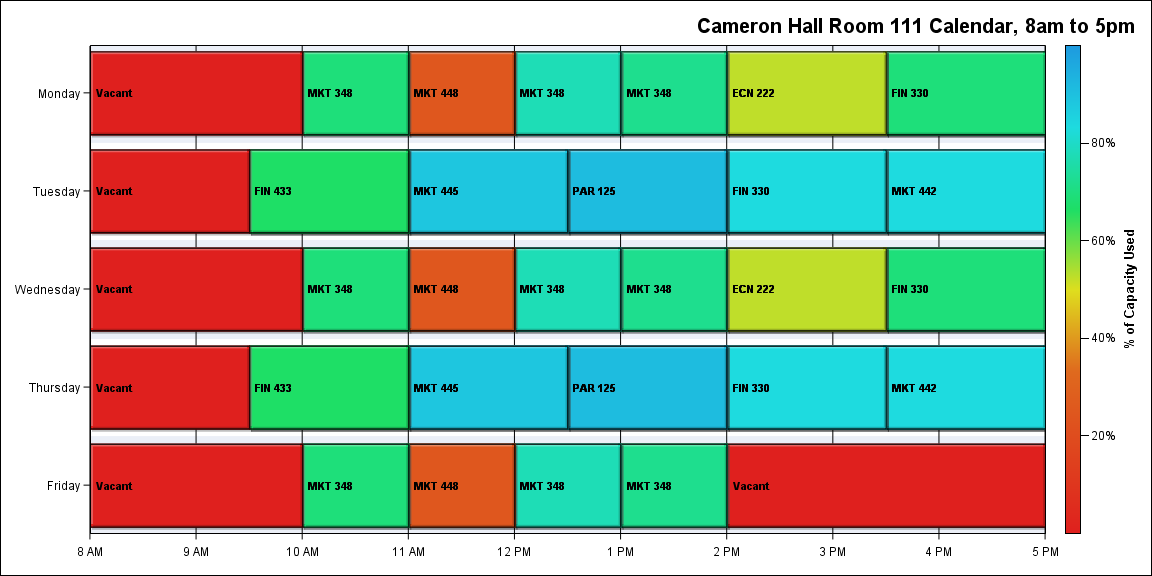 Cameron Hall Room 111 Calendar, 8am to 5pm
Monday
Vacant
MKT 348
MKT 448
MKT 348
MKT 348
ECN 222
FIN 330
Tuesday
Vacant
FIN 433
MKT 445
PAR 125
FIN 330
MKT 442
Wednesday
Vacant
MKT 348
MKT 448
MKT 348
MKT 348
ECN 222
FIN 330
Thursday
Vacant
FIN 433
MKT 445
PAR 125
FIN 330
MKT 442
Friday
Vacant
MKT 348
MKT 448
MKT 348
MKT 348
Vacant
8 AM
9 AM
10 AM
11 AM
12 PM
1 PM
2 PM
3 PM
4 PM
5 PM
80%
60%
40%
20%
% of Capacity Used